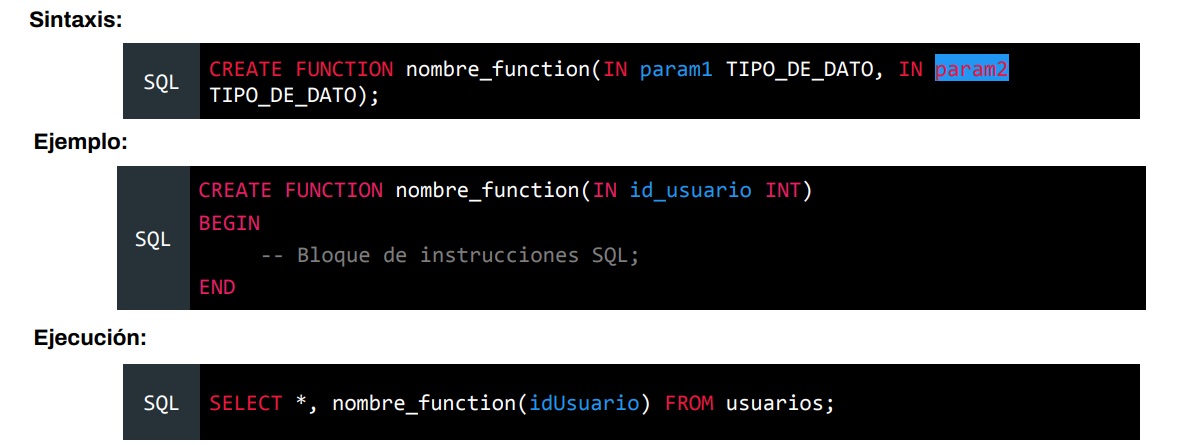 Sintaxis:
SQL
CREATE FUNCTION nombre_function(IN param1 TIPO_DE_DATO, IN param2
TIPO_DE_DATO);
Ejemplo:
SQL
CREATE FUNCTION nombre_function(IN id_usuario INT)
BEGIN
-- Bloque de instrucciones SQL;
END
Ejecución:
SQL
SELECT *, nombre_function(idUsuario) FROM usuarios;